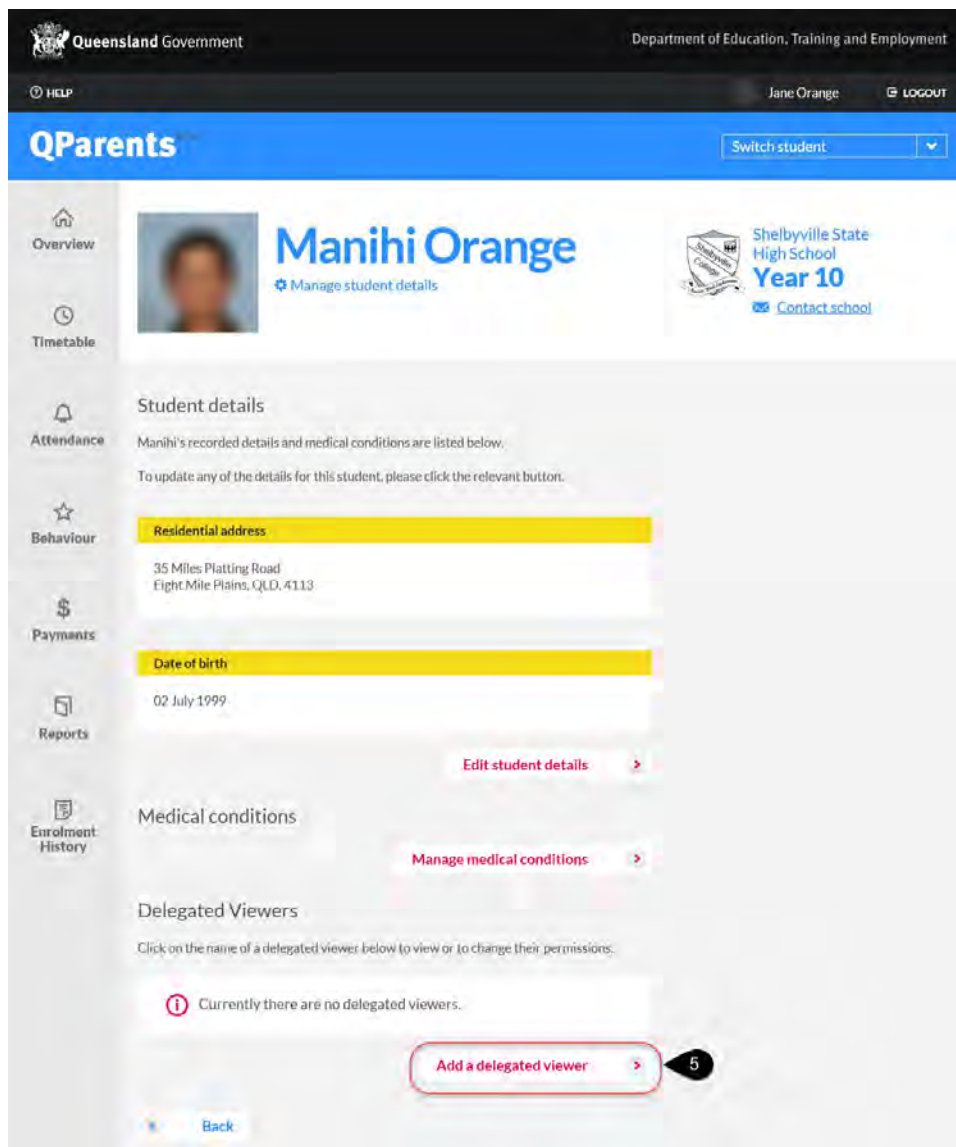 Queensland Government
Department of Education, Training and Employment
HELP
Jane Orange
LOGOUT
QParents
Switch student
Overview
Timetable
Attendance
Behaviour
Payments
Reports
Enrolment
History
Manihi Orange
Manage student details
Shelbyville
College
Shelbyville State
High School
Year 10
Contact school
Student details
Manihi's recorded details and medical conditions are listed below.
To update any of the details for this student, please click the relevant button.
Residential address
35 Miles Platting Road
Eight Mile Plains, QLD, 4113
Date of birth
02 July 1999
Edit student details
Medical conditions
Manage medical conditions
Delegated Viewers
Click on the name of a delegated viewer below to view or to change their permissions.
Currently there are no delegated viewers.
Add a delegated viewer
5
Back